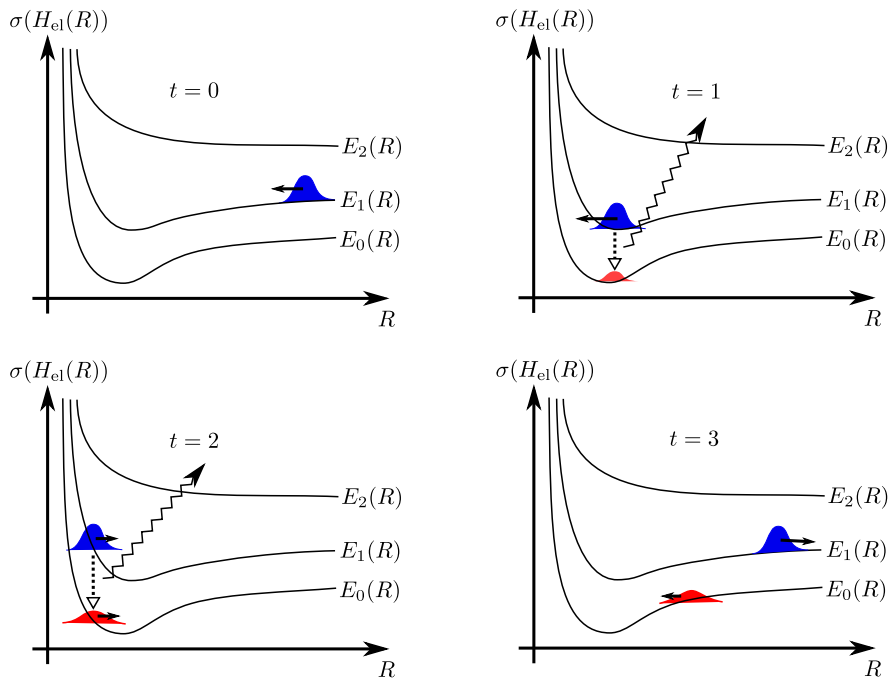 σ(H_el(R))
t = 0
E_2(R)
E_1(R)
E_0(R)
R
σ(H_el(R))
t = 1
E_2(R)
E_1(R)
E_0(R)
R
σ(H_el(R))
t = 2
E_2(R)
E_1(R)
E_0(R)
R
σ(H_el(R))
t = 3
E_2(R)
E_1(R)
E_0(R)
R